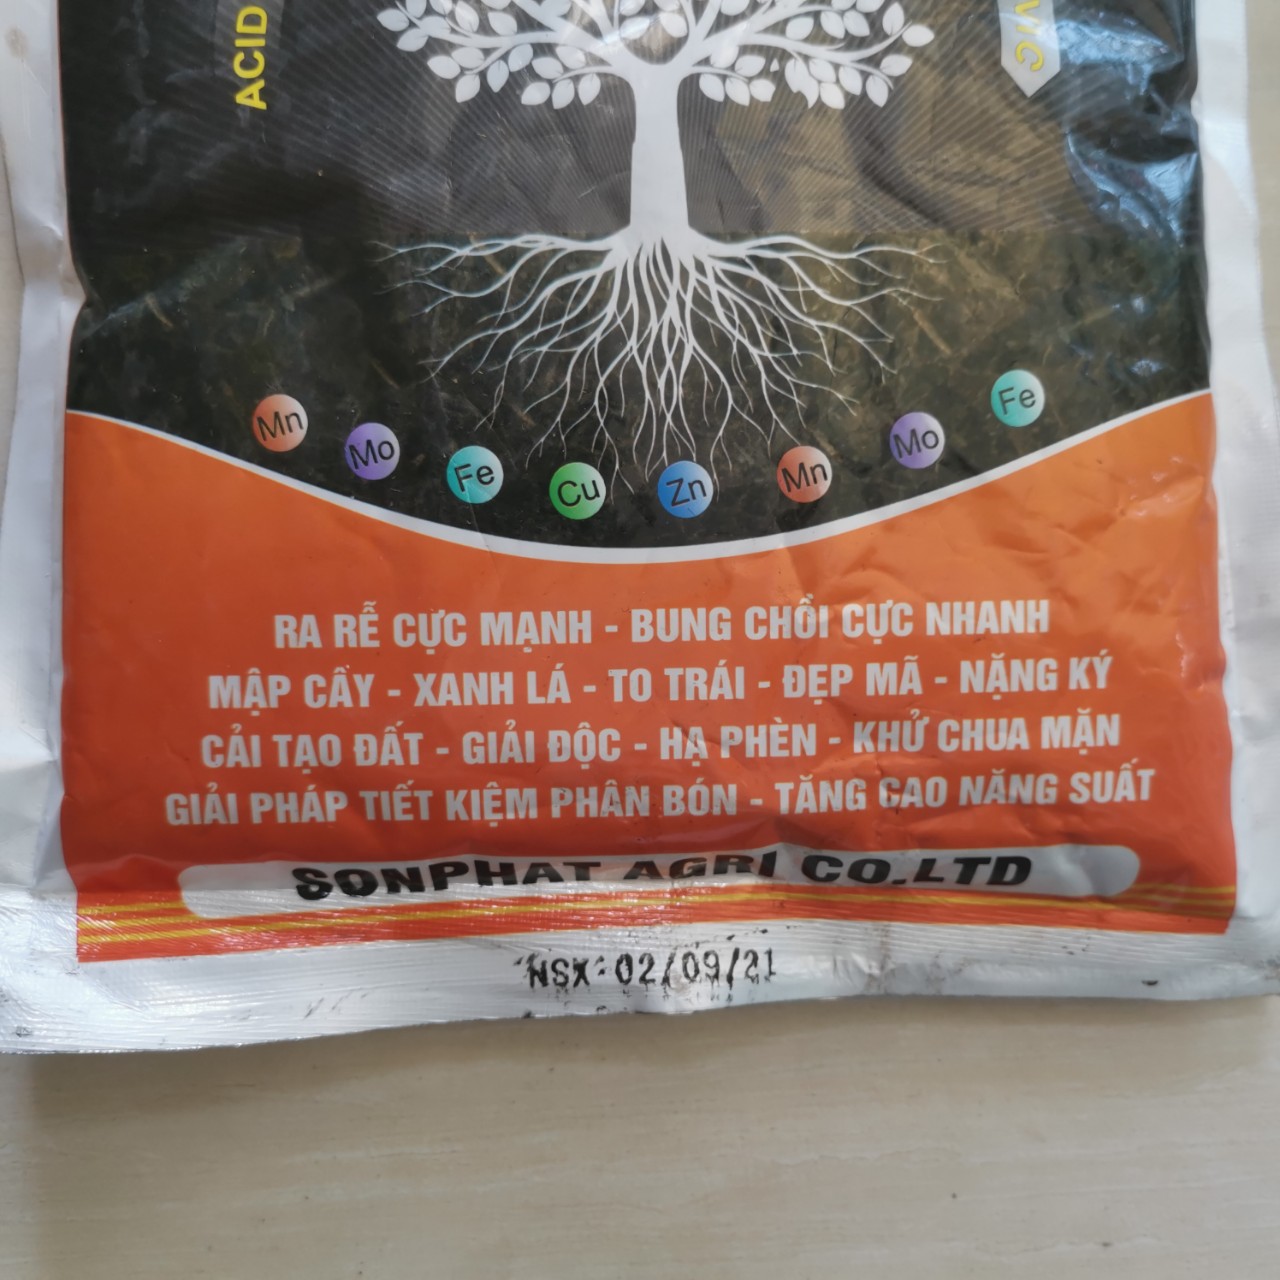 ACID
VIC
Mn
Mo
Fe
Cu
Zn
Mn
Mo
Fe
RA RỄ CỰC MẠNH - BUNG CHỒI CỰC NHANH
MẬP CÂY - XANH LÁ - TO TRÁI - ĐẸP MÃ - NẶNG KÝ
CẢI TẠO ĐẤT - GIẢI ĐỘC - HẠ PHÈN - KHỬ CHUA MẶN
GIẢI PHÁP TIẾT KIỆM PHÂN BÓN - TĂNG CAO NĂNG SUẤT
SONPHAT AGRI CO.LTD
NSX: 02/09/21